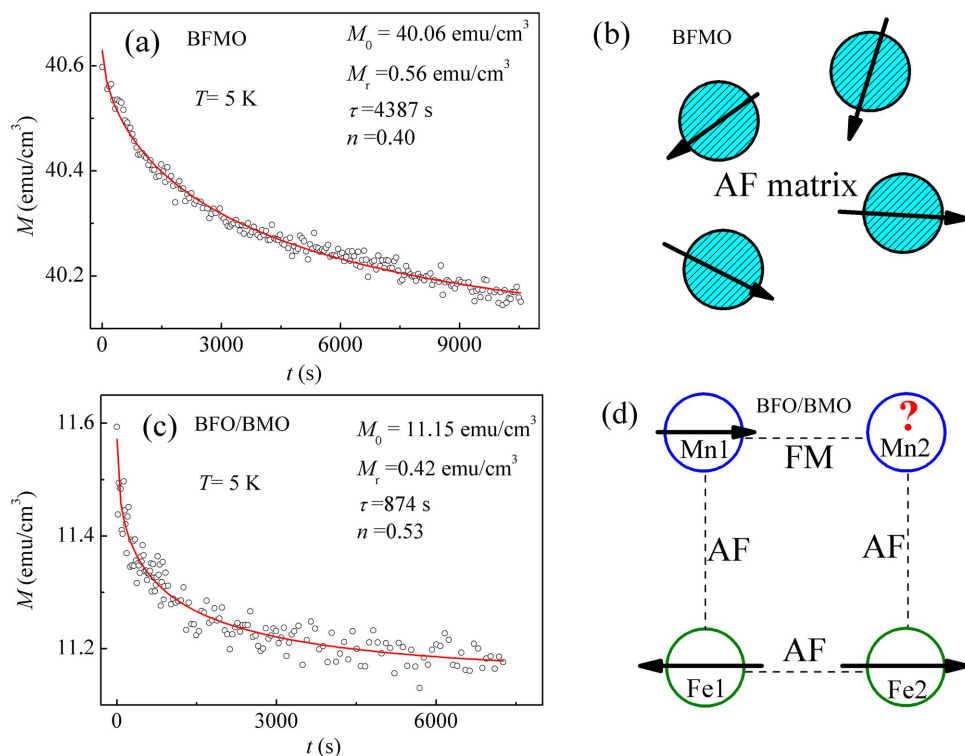 (a)
BFMO
M₀ = 40.06 emu/cm³
Mᵣ =0.56 emu/cm³
τ =4387 s
n =0.40
T= 5 K
40.6
40.4
40.2
M (emu/cm³)
0
3000
6000
9000
t (s)
(b)
BFMO
AF matrix
(c)
BFO/BMO
M₀ = 11.15 emu/cm³
Mᵣ =0.42 emu/cm³
τ =874 s
n =0.53
T= 5 K
11.6
11.4
11.2
M (emu/cm³)
0
3000
6000
t (s)
(d)
BFO/BMO
?
Mn1
FM
Mn2
AF
AF
AF
Fe1
Fe2